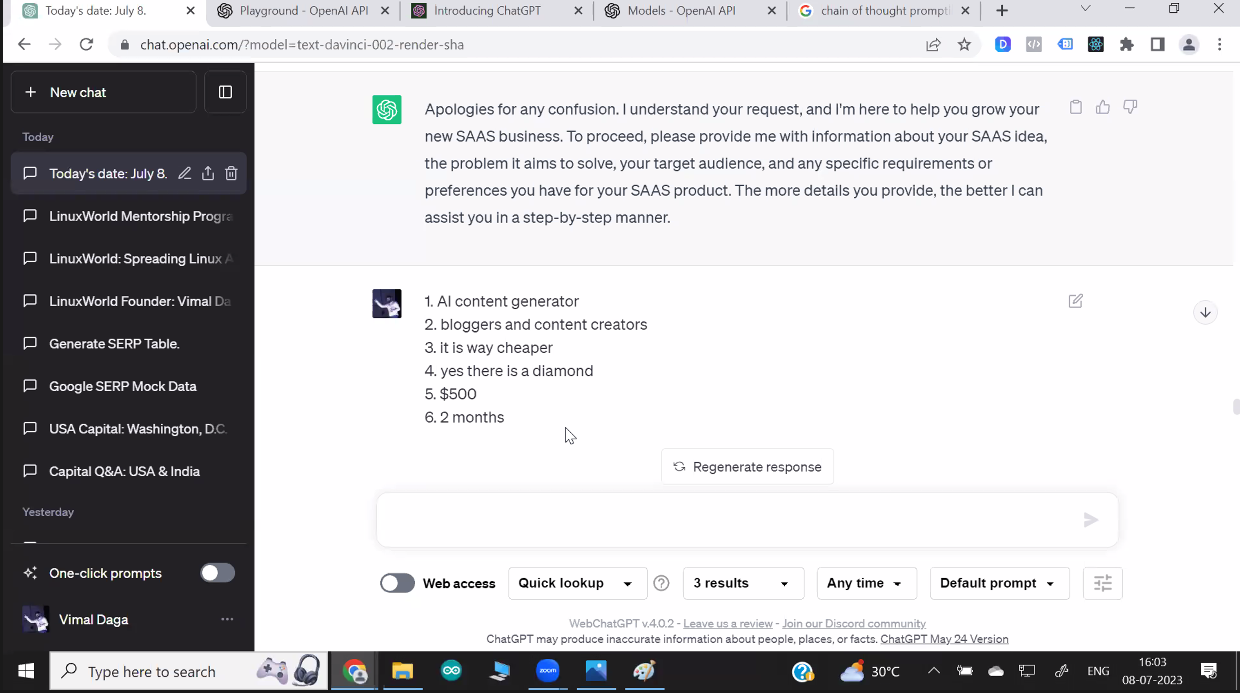 Today's date: July 8.
Playground - OpenAI API
Introducing ChatGPT
Models - OpenAI API
chain of thought prompti
chat.openai.com/?model=text-davinci-002-render-sha
New chat
Today
Today's date: July 8.
LinuxWorld Mentorship Progra
LinuxWorld: Spreading Linux A
LinuxWorld Founder: Vimal Da
Generate SERP Table.
Google SERP Mock Data
USA Capital: Washington, D.C.
Capital Q&A: USA & India
Yesterday
One-click prompts
Vimal Daga
Apologies for any confusion. I understand your request, and I'm here to help you grow your
new SAAS business. To proceed, please provide me with information about your SAAS idea,
the problem it aims to solve, your target audience, and any specific requirements or
preferences you have for your SAAS product. The more details you provide, the better I can
assist you in a step-by-step manner.
1. AI content generator
2. bloggers and content creators
3. it is way cheaper
4. yes there is a diamond
5. $500
6. 2 months
Regenerate response
Web access
Quick lookup
3 results
Any time
Default prompt
WebChatGPT v.4.0.2 - Leave us a review - Join our Discord community
ChatGPT may produce inaccurate information about people, places, or facts. ChatGPT May 24 Version
Type here to search
zoom
30°C
ENG
16:03
08-07-2023